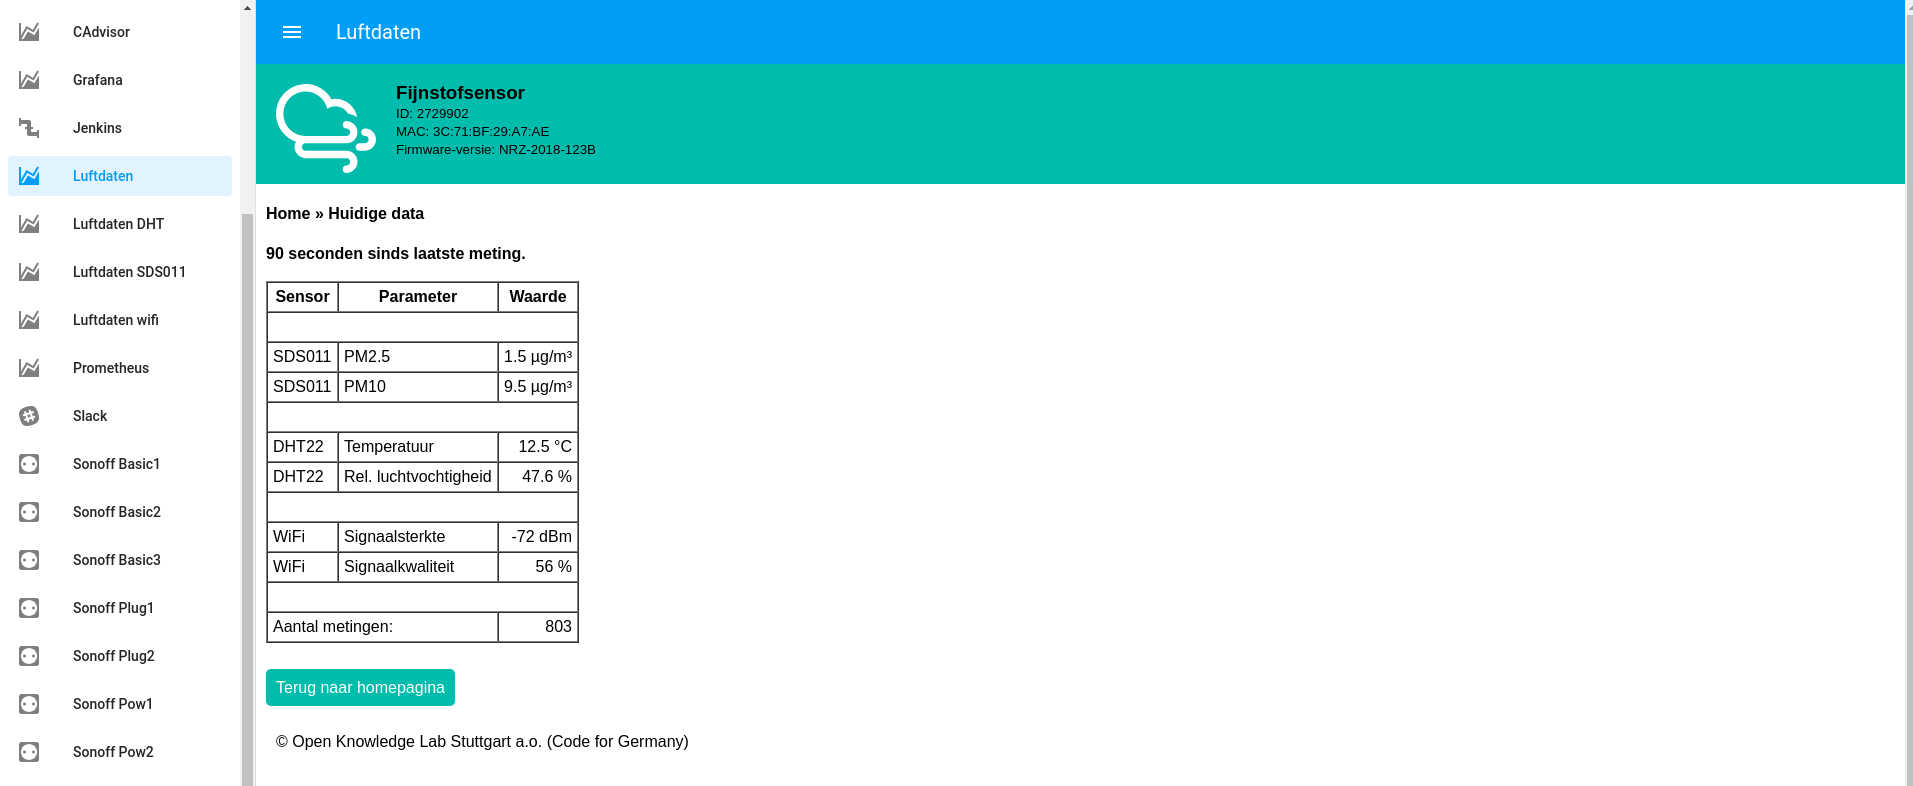 CAdvisor
Grafana
Jenkins
Luftdaten
Luftdaten DHT
Luftdaten SDS011
Luftdaten wifi
Prometheus
Slack
Sonoff Basic1
Sonoff Basic2
Sonoff Basic3
Sonoff Plug1
Sonoff Plug2
Sonoff Pow1
Sonoff Pow2
Luftdaten
Fijnstofsensor
ID: 2729902
MAC: 3C:71:BF:29:A7:AE
Firmware-versie: NRZ-2018-123B
Home » Huidige data
90 seconden sinds laatste meting.
Sensor Parameter Waarde
SDS011 PM2.5 1.5 µg/m³
SDS011 PM10 9.5 µg/m³
DHT22 Temperatuur 12.5 °C
DHT22 Rel. luchtvochtigheid 47.6 %
WiFi Signaalsterkte -72 dBm
WiFi Signaalkwaliteit 56 %
Aantal metingen: 803
Terug naar homepagina
© Open Knowledge Lab Stuttgart a.o. (Code for Germany)